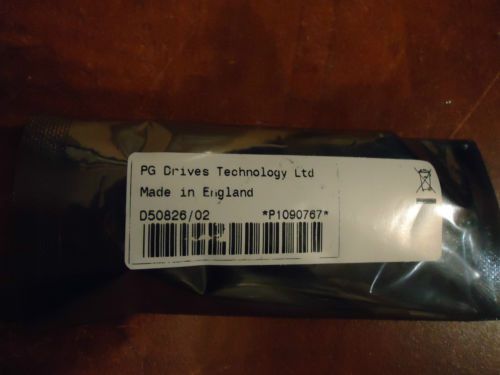 PG Drives Technology Ltd
Made in England
D50826/02 *P1090767*